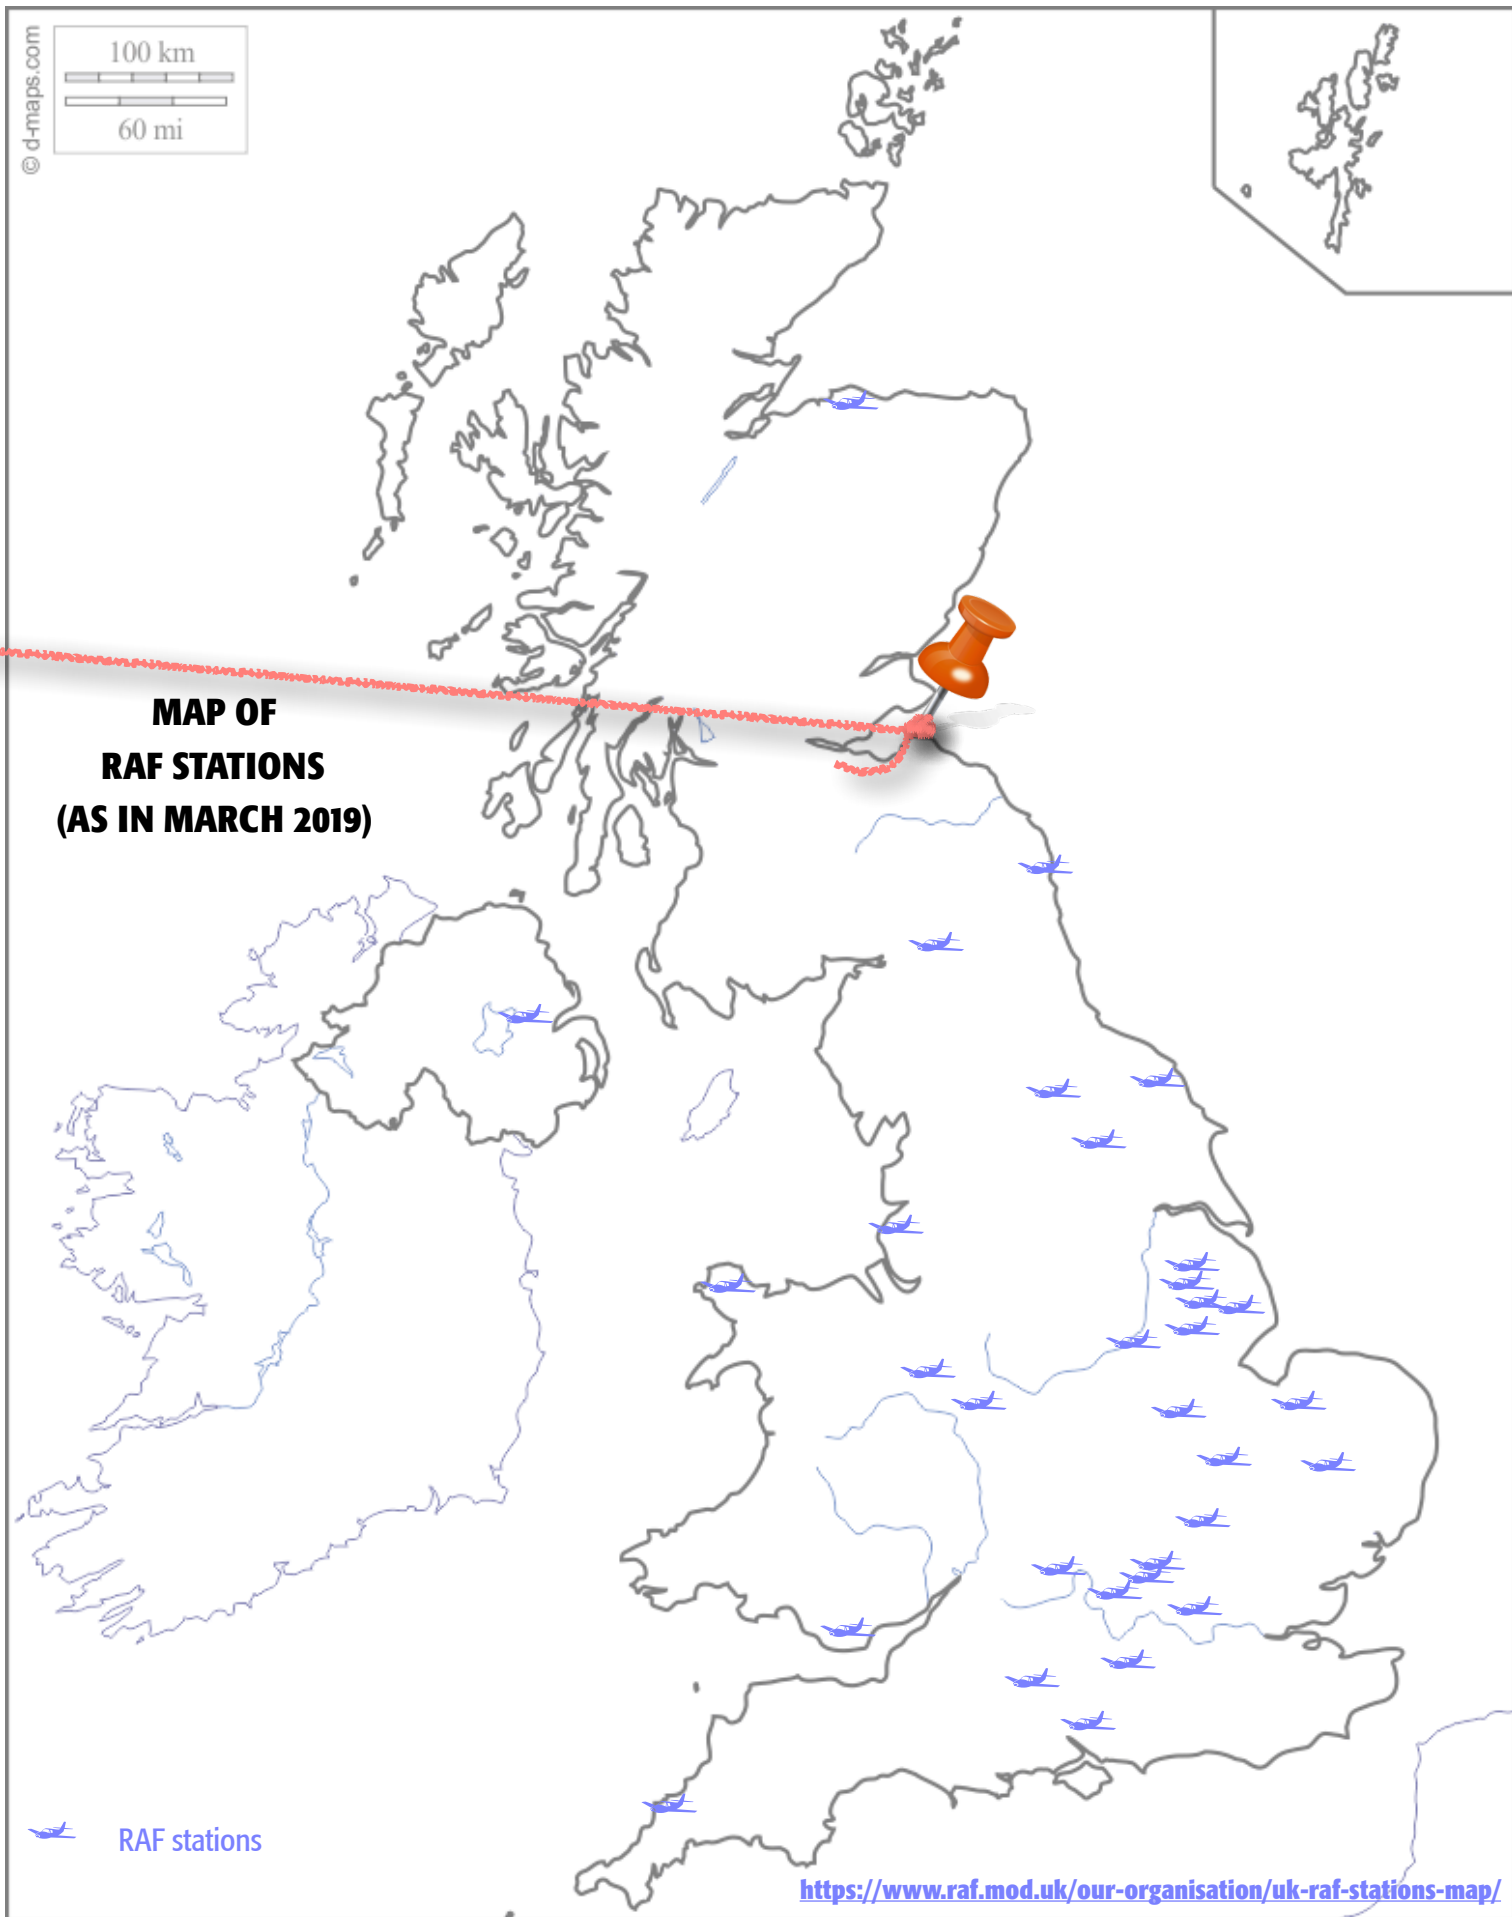 © d-maps.com
100 km
60 mi
MAP OF
RAF STATIONS
(AS IN MARCH 2019)
RAF stations
https://www.raf.mod.uk/our-organisation/uk-raf-stations-map/